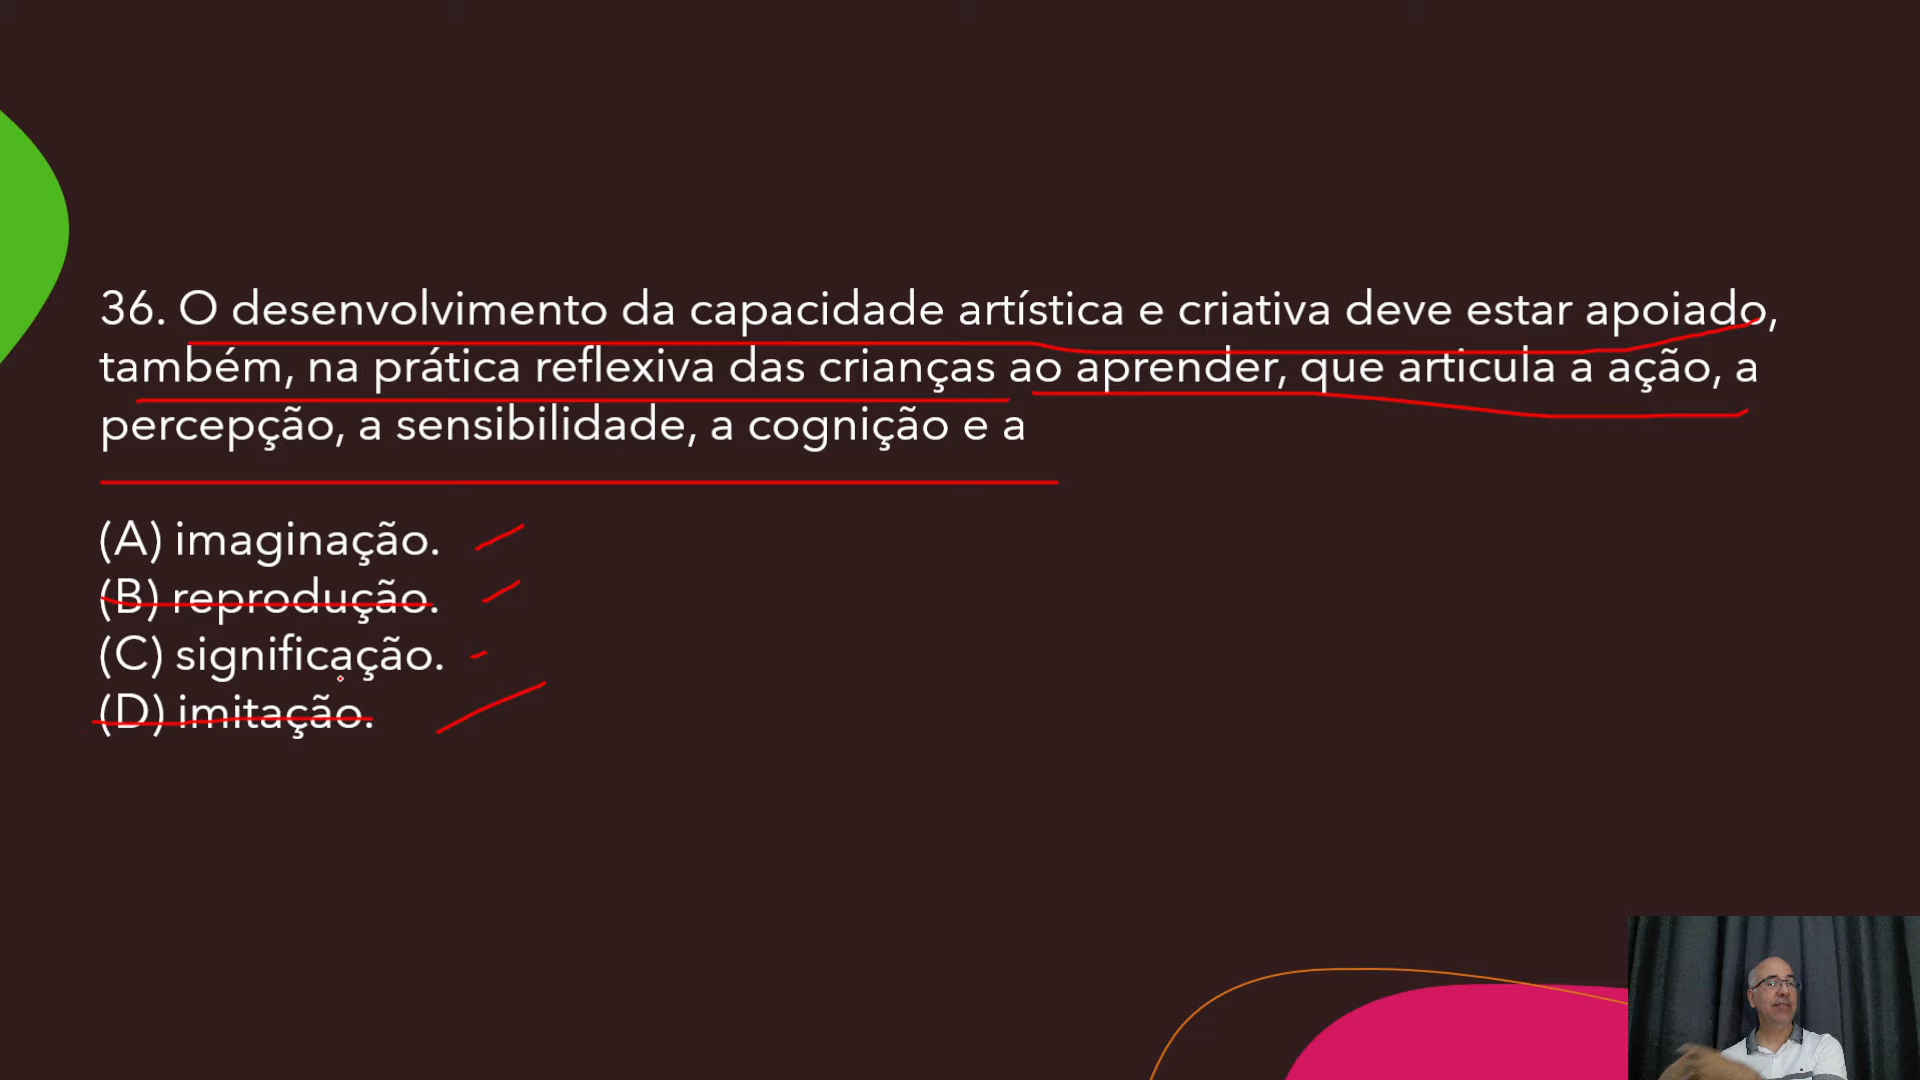 36. O desenvolvimento da capacidade artística e criativa deve estar apoiado,
também, na prática reflexiva das crianças ao aprender, que articula a ação, a
percepção, a sensibilidade, a cognição e a
(A) imaginação.
(B) reprodução.
(C) significação.
(D) imitação.